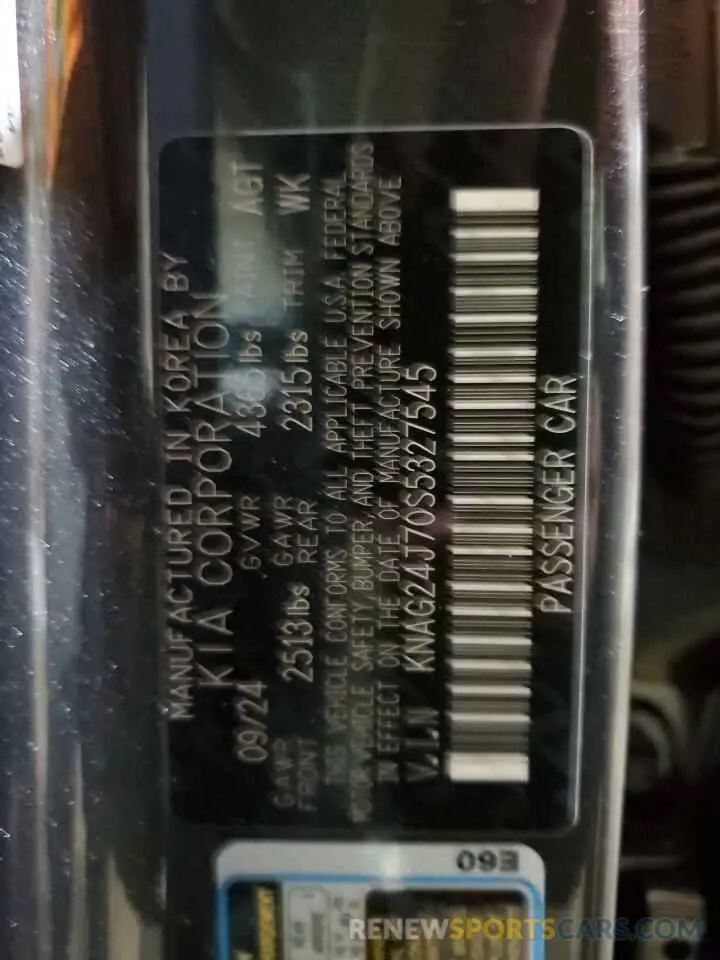 MANUFACTURED IN KOREA BY
KIA CORPORATION
09/24 GVWR lbs PAINT AGT
GAWR FRONT 2513lbs GAWR REAR 2315lbs TRIM WK
THIS VEHICLE CONFORMS TO ALL APPLICABLE U.S.A. FEDERAL
MOTOR VEHICLE SAFETY, BUMPER, AND THEFT PREVENTION STANDARDS
IN EFFECT ON THE DATE OF MANUFACTURE SHOWN ABOVE
V.I.N KNAG24J70S5327545
PASSENGER CAR
E60
RENEWSPORTSCARS.COM